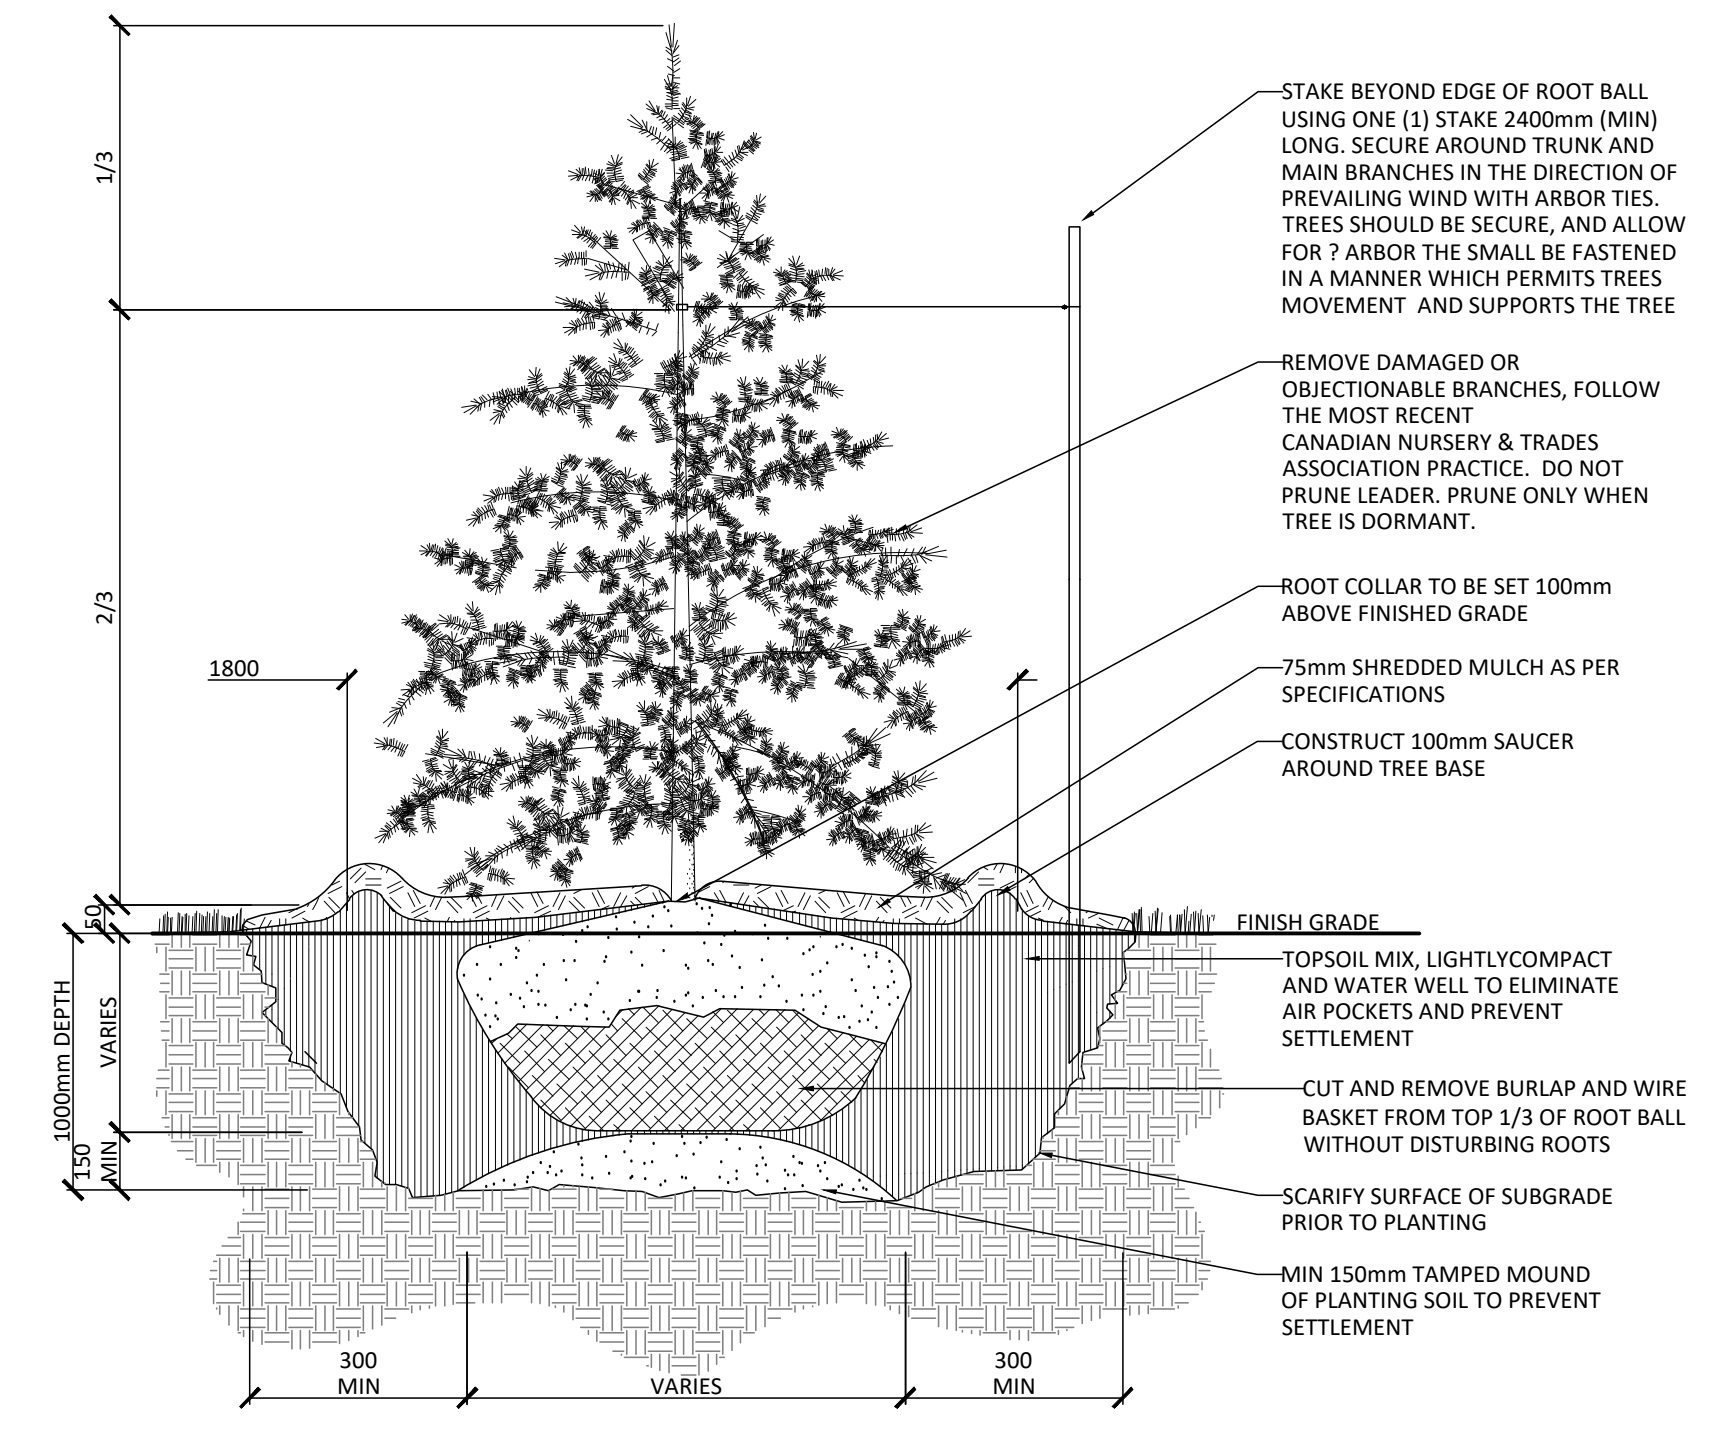 STAKE BEYOND EDGE OF ROOT BALL
USING ONE (1) STAKE 2400mm (MIN)
LONG. SECURE AROUND TRUNK AND
MAIN BRANCHES IN THE DIRECTION OF
PREVAILING WIND WITH ARBOR TIES.
TREES SHOULD BE SECURE, AND ALLOW
FOR ? ARBOR THE SMALL BE FASTENED
IN A MANNER WHICH PERMITS TREES
MOVEMENT  AND SUPPORTS THE TREE
REMOVE DAMAGED OR
OBJECTIONABLE BRANCHES, FOLLOW
THE MOST RECENT
CANADIAN NURSERY & TRADES
ASSOCIATION PRACTICE.  DO NOT
PRUNE LEADER. PRUNE ONLY WHEN
TREE IS DORMANT.
ROOT COLLAR TO BE SET 100mm
ABOVE FINISHED GRADE
75mm SHREDDED MULCH AS PER
SPECIFICATIONS
CONSTRUCT 100mm SAUCER
AROUND TREE BASE
FINISH GRADE
TOPSOIL MIX, LIGHTLYCOMPACT
AND WATER WELL TO ELIMINATE
AIR POCKETS AND PREVENT
SETTLEMENT
CUT AND REMOVE BURLAP AND WIRE
BASKET FROM TOP 1/3 OF ROOT BALL
WITHOUT DISTURBING ROOTS
SCARIFY SURFACE OF SUBGRADE
PRIOR TO PLANTING
MIN 150mm TAMPED MOUND
OF PLANTING SOIL TO PREVENT
SETTLEMENT
1/3
2/3
1800
50
1000mm DEPTH
VARIES
150
MIN
300
MIN
VARIES
300
MIN